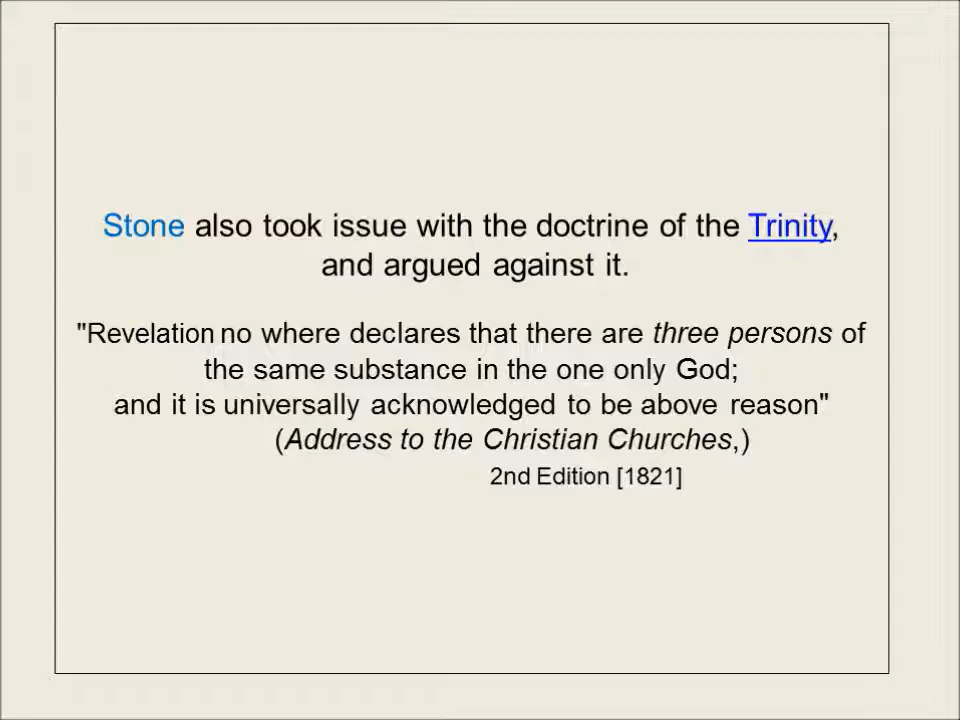 Stone also took issue with the doctrine of the Trinity,
and argued against it.
"Revelation no where declares that there are three persons of
the same substance in the one only God;
and it is universally acknowledged to be above reason"
(Address to the Christian Churches,)
2nd Edition [1821]